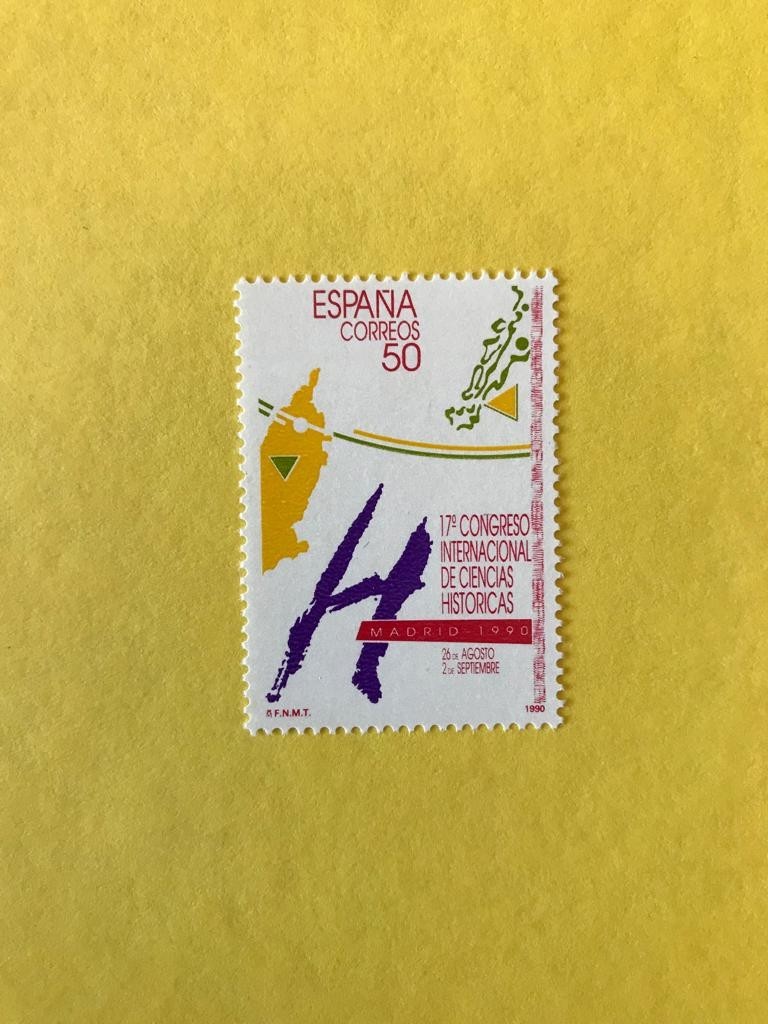 ESPAÑA
CORREOS
50
17º CONGRESO
INTERNACIONAL
DE CIENCIAS
HISTORICAS
MADRID-1990
26 DE AGOSTO
2 DE SEPTIEMBRE
H
F.N.M.T.
1990